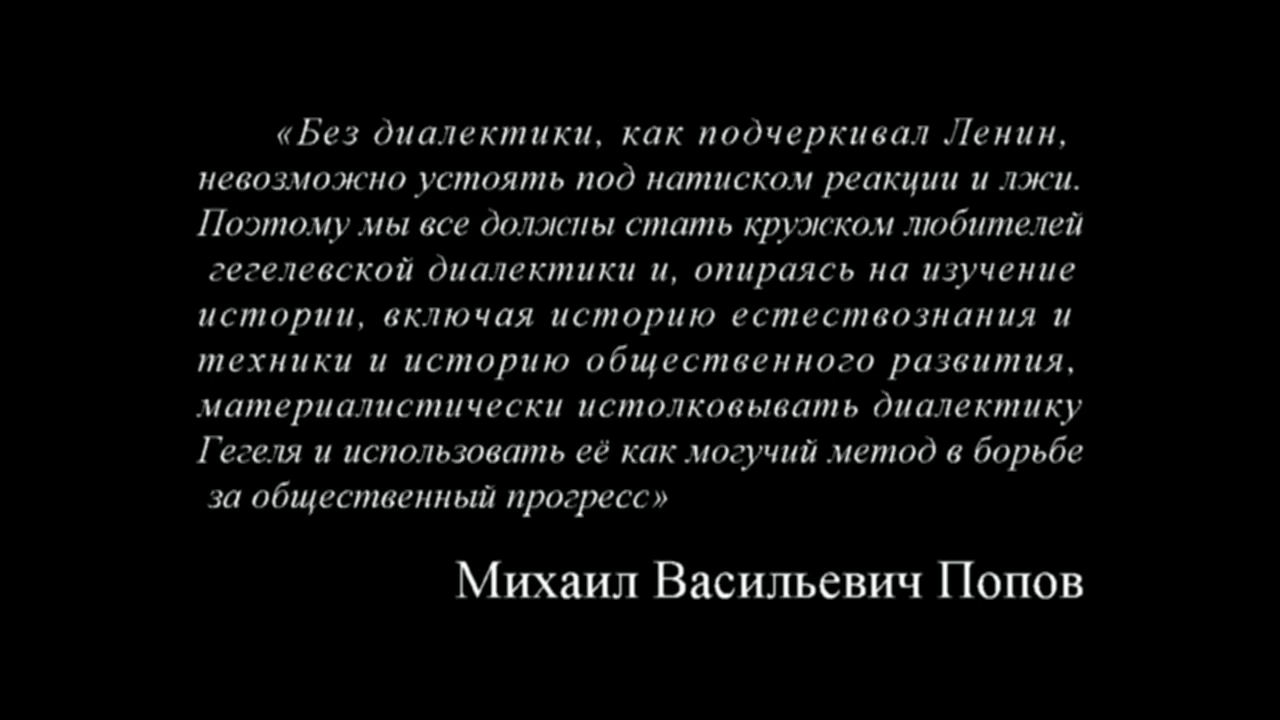 «Без диалектики, как подчеркивал Ленин,
невозможно устоять под натиском реакции и лжи.
Поэтому мы все должны стать кружком любителей
гегелевской диалектики и, опираясь на изучение
истории, включая историю естествознания и
техники и историю общественного развития,
материалистически истолковывать диалектику
Гегеля и использовать её как могучий метод в борьбе
за общественный прогресс»
Михаил Васильевич Попов